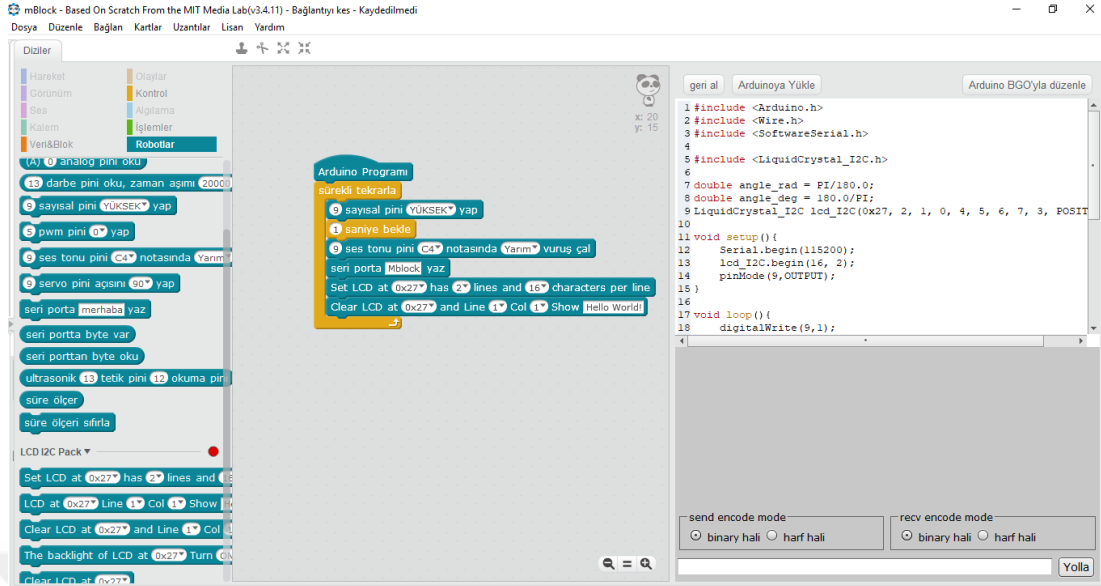 mBlock - Based On Scratch From the MIT Media Lab(v3.4.11) - Bağlantıyı kes - Kaydedilmedi
Dosya Düzenle Bağlan Kartlar Uzantılar Lisan Yardım
Diziler
Hareket Olaylar
Görünüm Kontrol
Ses Algılama
Kalem İşlemler
Veri&Blok Robotlar
(A) 0 analog pini oku
13 darbe pini oku, zaman aşımı 20000
9 sayısal pini YÜKSEK yap
5 pwm pini 0 yap
9 ses tonu pini C4 notasında Yarım
9 servo pini açısını 90 yap
seri porta merhaba yaz
seri portta byte var
seri porttan byte oku
ultrasonik 13 tetik pini 12 okuma pin
süre ölçer
süre ölçeri sıfırla
LCD I2C Pack
Set LCD at 0x27 has 2 lines and 16
LCD at 0x27 Line 1 Col 1 Show
Clear LCD at 0x27 and Line 1 Col
The backlight of LCD at 0x27 Turn ON
Clear LCD at 0x27
x: 20
y: 15
Arduino Programı
sürekli tekrarla
9 sayısal pini YÜKSEK yap
1 saniye bekle
9 ses tonu pini C4 notasında Yarım vuruş çal
seri porta Mblock yaz
Set LCD at 0x27 has 2 lines and 16 characters per line
Clear LCD at 0x27 and Line 1 Col 1 Show Hello World!
geri al Arduinoya Yükle Arduino BGO'yla düzenle
1 #include <Arduino.h>
2 #include <Wire.h>
3 #include <SoftwareSerial.h>
4
5 #include <LiquidCrystal_I2C.h>
6
7 double angle_rad = PI/180.0;
8 double angle_deg = 180.0/PI;
9 LiquidCrystal_I2C lcd_I2C(0x27, 2, 1, 0, 4, 5, 6, 7, 3, POSIT
10
11 void setup(){
12 Serial.begin(115200);
13 lcd_I2C.begin(16, 2);
14 pinMode(9,OUTPUT);
15 }
16
17 void loop(){
18 digitalWrite(9,1);
send encode mode
binary hali harf hali
recv encode mode
binary hali harf hali
Yolla